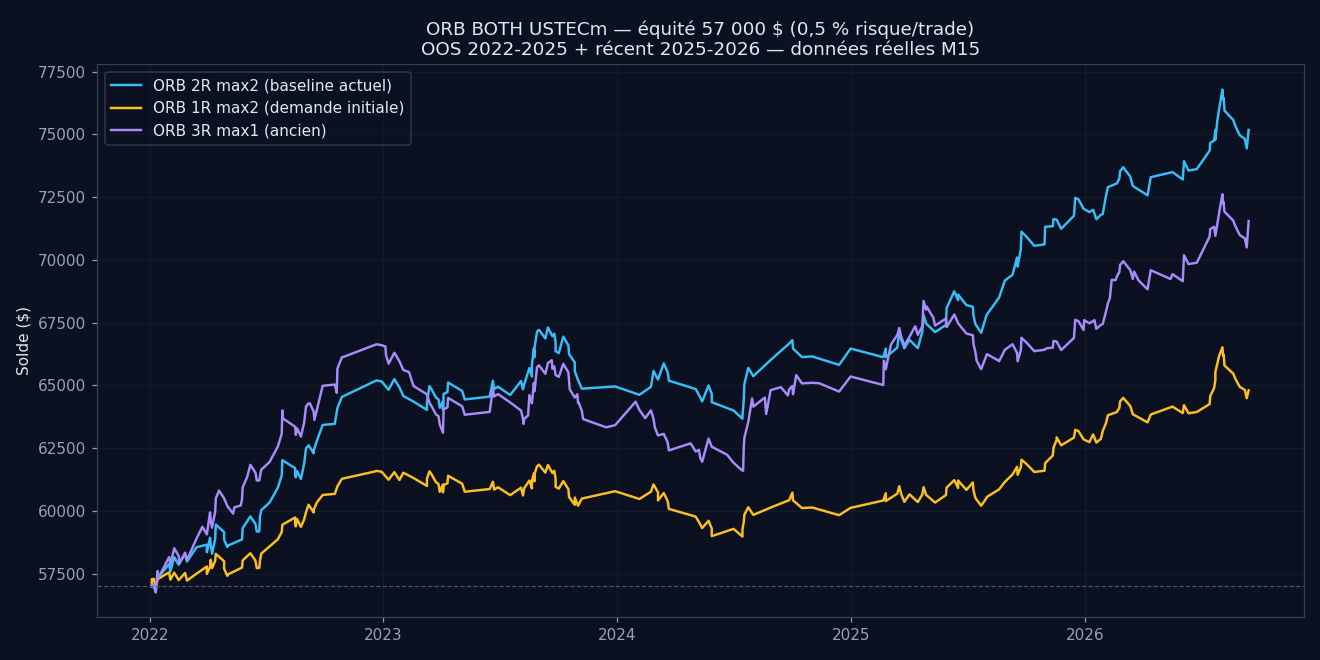 ORB BOTH USTECm — équité 57 000 $ (0,5 % risque/trade)
OOS 2022-2025 + récent 2025-2026 — données réelles M15
ORB 2R max2 (baseline actuel)
ORB 1R max2 (demande initiale)
ORB 3R max1 (ancien)
Solde ($)
77500
75000
72500
70000
67500
65000
62500
60000
57500
2022
2023
2024
2025
2026